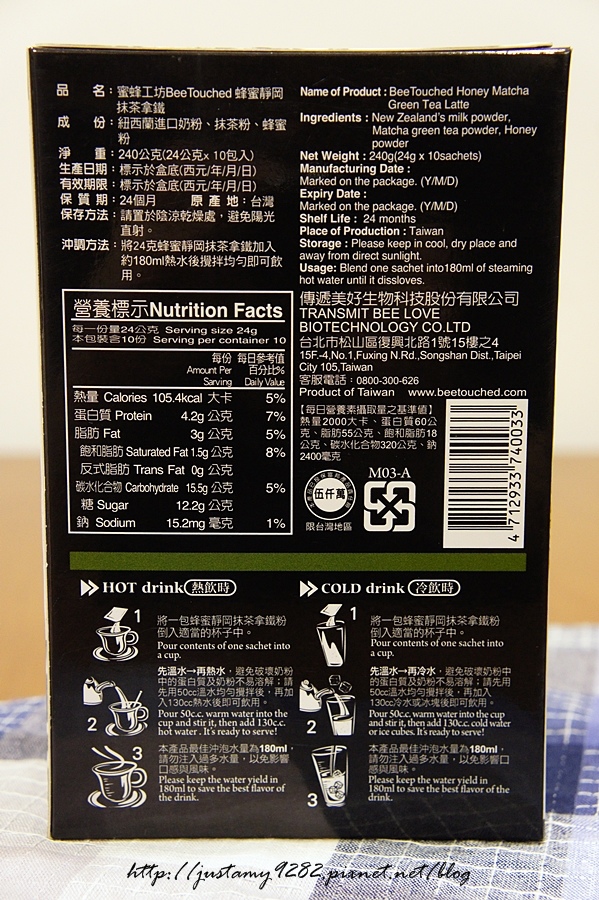 品　　名：蜜蜂工坊BeeTouched 蜂蜜靜岡
抹茶拿鐵
成　　份：紐西蘭進口奶粉、抹茶粉、蜂蜜
粉
淨　　重：240公克(24公克x 10包入)
生產日期：標示於盒底(西元/年/月/日)
有效期限：標示於盒底(西元/年/月/日)
保 質 期：24個月　原 產 地：台灣
保存方法：請置於陰涼乾燥處，避免陽光
直射。
沖調方法：將24克蜂蜜靜岡抹茶拿鐵加入
約180ml熱水後攪拌均勻即可飲
用。
Name of Product : BeeTouched Honey Matcha
Green Tea Latte
Ingredients : New Zealand's milk powder,
Matcha green tea powder, Honey
powder
Net Weight : 240g(24g x 10sachets)
Manufacturing Date :
Marked on the package. (Y/M/D)
Expiry Date :
Marked on the package. (Y/M/D)
Shelf Life : 24 months
Place of Production : Taiwan
Storage : Please keep in cool, dry place and
away from direct sunlight.
Usage: Blend one sachet into180ml of steaming
hot water until it dissloves.
營養標示Nutrition Facts
每一份量24公克 Serving size 24g
本包裝含10份 Serving per container 10
每份 每日參考值
Amount Per 百分比%
Serving Daily Value
熱量 Calories 105.4kcal 大卡 5%
蛋白質 Protein 4.2g 公克 7%
脂肪 Fat 3g 公克 5%
飽和脂肪 Saturated Fat 1.5g 公克 8%
反式脂肪 Trans Fat 0g 公克
碳水化合物 Carbohydrate 15.5g 公克 5%
糖 Sugar 12.2g 公克
鈉 Sodium 15.2mg 毫克 1%
傳遞美好生物科技股份有限公司
TRANSMIT BEE LOVE
BIOTECHNOLOGY CO.LTD
台北市松山區復興北路1號15樓之4
15F.-4,No.1,Fuxing N.Rd.,Songshan Dist.,Taipei
City 105,Taiwan
客服電話：0800-300-626
Product of Taiwan www.beetouched.com
【每日營養素攝取量之基準值】
熱量2000大卡、蛋白質60公
克、脂肪55公克、飽和脂肪18
公克、碳水化合物320公克、鈉
2400毫克
伍仟萬
限台灣地區
M03-A
4 712933 740033
HOT drink 熱飲時
1
將一包蜂蜜靜岡抹茶拿鐵粉
倒入適當的杯子中。
Pour contents of one sachet into
a cup.
2
先溫水→再熱水，避免破壞奶粉
中的蛋白質及奶粉不易溶解；請
先用50cc溫水均勻攪拌後，再加
入130cc熱水後即可飲用。
Pour 50c.c. warm water into the
cup and stir it, then add 130c.c.
hot water . It's ready to serve!
3
本產品最佳沖泡水量為180ml，
請勿注入過多水量，以免影響
口感與風味。
Please keep the water yield in
180ml to save the best flavor of
the drink.
COLD drink 冷飲時
1
將一包蜂蜜靜岡抹茶拿鐵粉
倒入適當的杯子中。
Pour contents of one sachet into
a cup.
2
先溫水→再冷水，避免破壞奶粉中
的蛋白質及奶粉不易溶解；請先用
50cc溫水均勻攪拌後，再加入
130cc冷水或冰塊後即可飲用。
Pour 50c.c. warm water into the cup
and stir it, then add 130c.c. cold water
or ice cubes. It's ready to serve!
3
本產品最佳沖泡水量為180ml，
請勿注入過多水量，以免影響
口感與風味。
Please keep the water yield in
180ml to save the best flavor of
the drink.
http://justamy9282.pixnet.net/blog